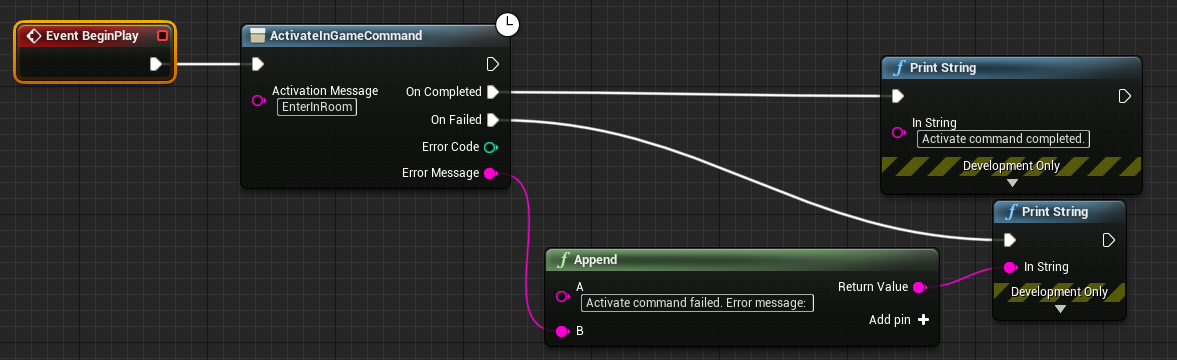 Event BeginPlay
ActivateInGameCommand
Activation Message
EnterInRoom
On Completed
On Failed
Error Code
Error Message
Print String
In String
Activate command completed.
Development Only
Append
A
Activate command failed. Error message:
B
Return Value
Add pin
Print String
In String
Development Only